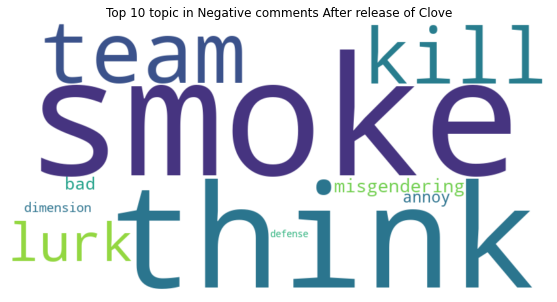 Top 10 topic in Negative comments After release of Clove
team kill
smoke
bad misgendering
annoy
dimension
think
lurk
defense